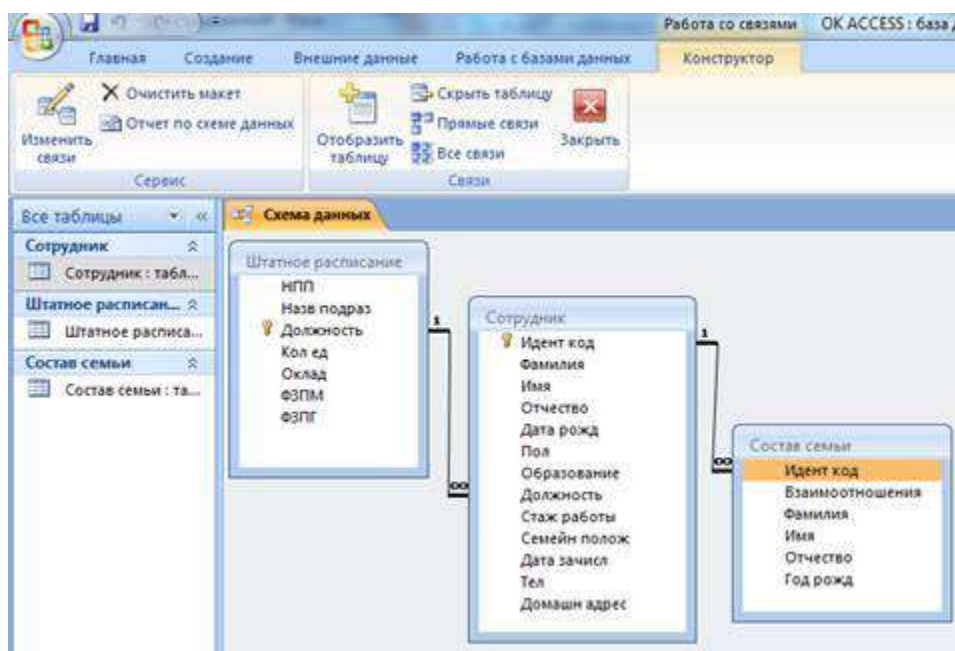 Работа со связями OK ACCESS : база
Главная Создание Внешние данные Работа с базами данных Конструктор
Изменить связи
Очистить макет
Отчет по схеме данных
Сервис
Отобразить таблицу
Скрыть таблицу
Прямые связи
Все связи
Закрыть
Связи
Все таблицы
Сотрудник
Сотрудник : табл...
Штатное расписан...
Штатное расписа...
Состав семьи
Состав семьи : та...
Схема данных
Штатное расписание
НПП
Назв подраз
Должность
Кол ед
Оклад
ФЗПМ
ФЗПГ
1
∞
Сотрудник
Идент код
Фамилия
Имя
Отчество
Дата рожд
Пол
Образование
Должность
Стаж работы
Семейн полож
Дата зачисл
Тел
Домашн адрес
1
∞
Состав семьи
Идент код
Взаимоотношения
Фамилия
Имя
Отчество
Год рожд